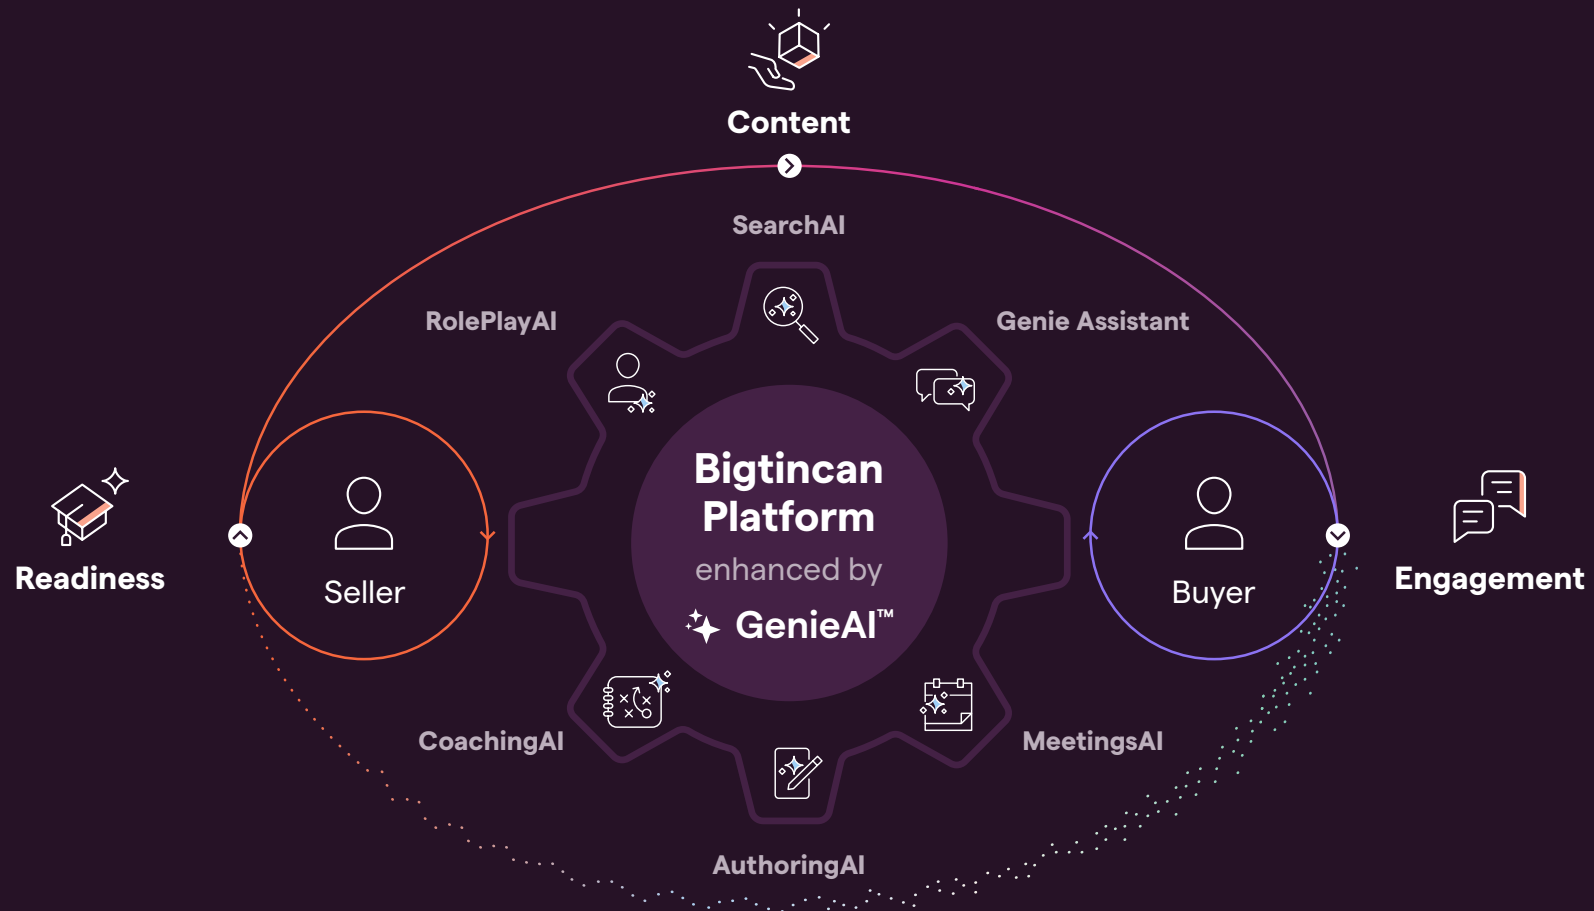 Content
SearchAI
RolePlayAI
Genie Assistant
Bigtincan
Platform
enhanced by
GenieAI™
Readiness
Seller
Buyer
Engagement
CoachingAI
MeetingsAI
AuthoringAI